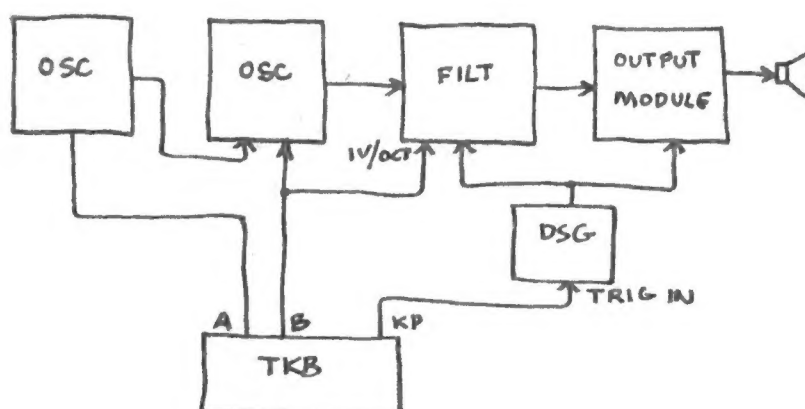 OSC
OSC
FILT
OUTPUT
MODULE
1V/OCT
DSG
TRIG IN
A
B
KP
TKB